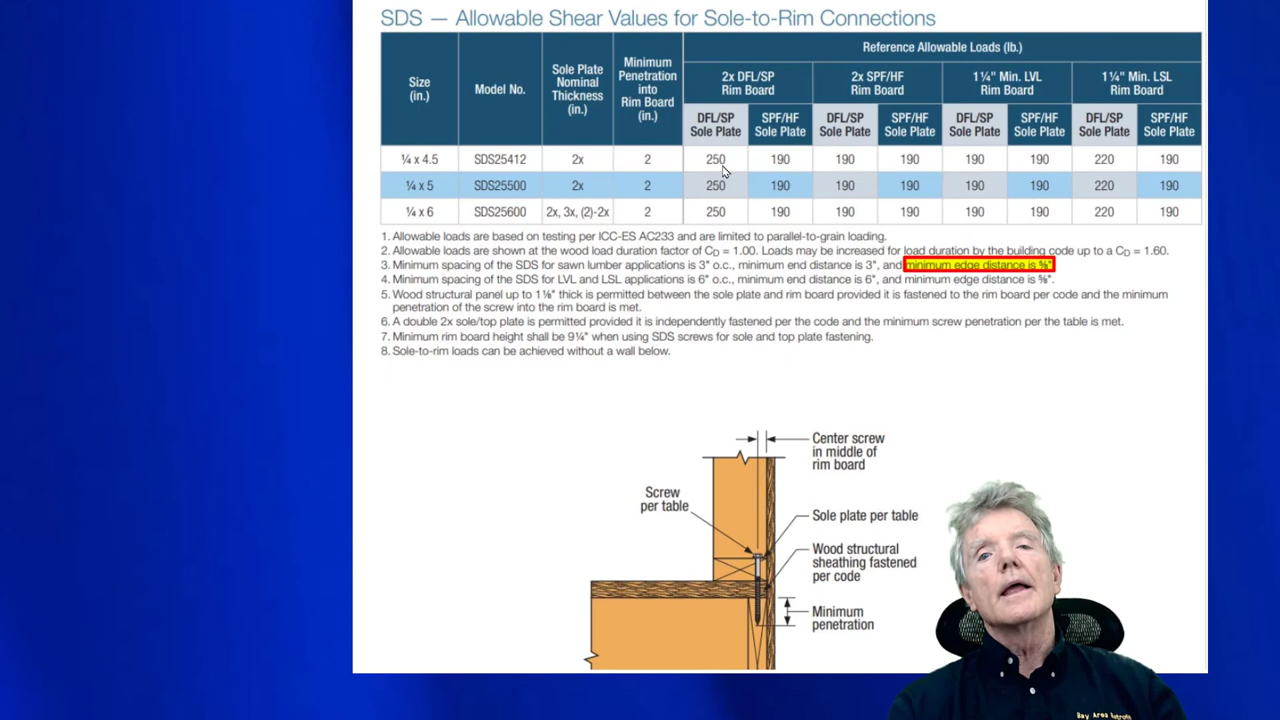 SDS — Allowable Shear Values for Sole-to-Rim Connections
Size (in.)
Model No.
Sole Plate Nominal Thickness (in.)
Minimum Penetration into Rim Board (in.)
Reference Allowable Loads (lb.)
2x DFL/SP Rim Board
2x SPF/HF Rim Board
1¼" Min. LVL Rim Board
1¼" Min. LSL Rim Board
DFL/SP Sole Plate
SPF/HF Sole Plate
DFL/SP Sole Plate
SPF/HF Sole Plate
DFL/SP Sole Plate
SPF/HF Sole Plate
DFL/SP Sole Plate
SPF/HF Sole Plate
¼ x 4.5 SDS25412 2x 2 250 190 190 190 190 190 220 190
¼ x 5 SDS25500 2x 2 250 190 190 190 190 190 220 190
¼ x 6 SDS25600 2x, 3x, (2)-2x 2 250 190 190 190 190 190 220 190
1. Allowable loads are based on testing per ICC-ES AC233 and are limited to parallel-to-grain loading.
2. Allowable loads are shown at the wood load duration factor of CD = 1.00. Loads may be increased for load duration by the building code up to a CD = 1.60.
3. Minimum spacing of the SDS for sawn lumber applications is 3" o.c., minimum end distance is 3", and minimum edge distance is ⅝".
4. Minimum spacing of the SDS for LVL and LSL applications is 6" o.c., minimum end distance is 6", and minimum edge distance is ⅝".
5. Wood structural panel up to 1⅛" thick is permitted between the sole plate and rim board provided it is fastened to the rim board per code and the minimum
penetration of the screw into the rim board is met.
6. A double 2x sole/top plate is permitted provided it is independently fastened per the code and the minimum screw penetration per the table is met.
7. Minimum rim board height shall be 9¼" when using SDS screws for sole and top plate fastening.
8. Sole-to-rim loads can be achieved without a wall below.
Center screw
in middle of
rim board
Screw
per table
Sole plate per table
Wood structural
sheathing fastened
per code
Minimum
penetration
Bay Area